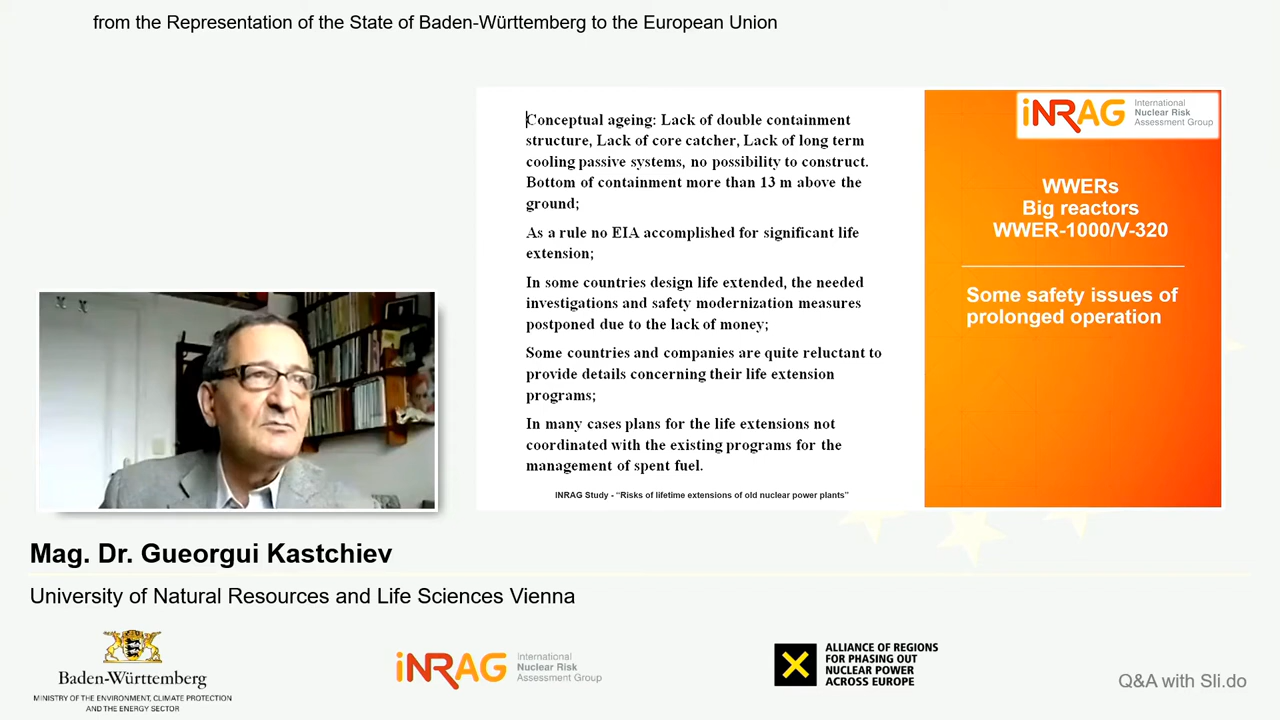 from the Representation of the State of Baden-Württemberg to the European Union
Conceptual ageing: Lack of double containment
structure, Lack of core catcher, Lack of long term
cooling passive systems, no possibility to construct.
Bottom of containment more than 13 m above the
ground;
As a rule no EIA accomplished for significant life
extension;
In some countries design life extended, the needed
investigations and safety modernization measures
postponed due to the lack of money;
Some countries and companies are quite reluctant to
provide details concerning their life extension
programs;
In many cases plans for the life extensions not
coordinated with the existing programs for the
management of spent fuel.
INRAG Study - “Risks of lifetime extensions of old nuclear power plants”
iNRAG
International
Nuclear Risk
Assessment Group
WWERs
Big reactors
WWER-1000/V-320
Some safety issues of
prolonged operation
Mag. Dr. Gueorgui Kastchiev
University of Natural Resources and Life Sciences Vienna
Baden-Württemberg
MINISTRY OF THE ENVIRONMENT, CLIMATE PROTECTION
AND THE ENERGY SECTOR
iNRAG
International
Nuclear Risk
Assessment Group
ALLIANCE OF REGIONS
FOR PHASING OUT
NUCLEAR POWER
ACROSS EUROPE
Q&A with Sli.do